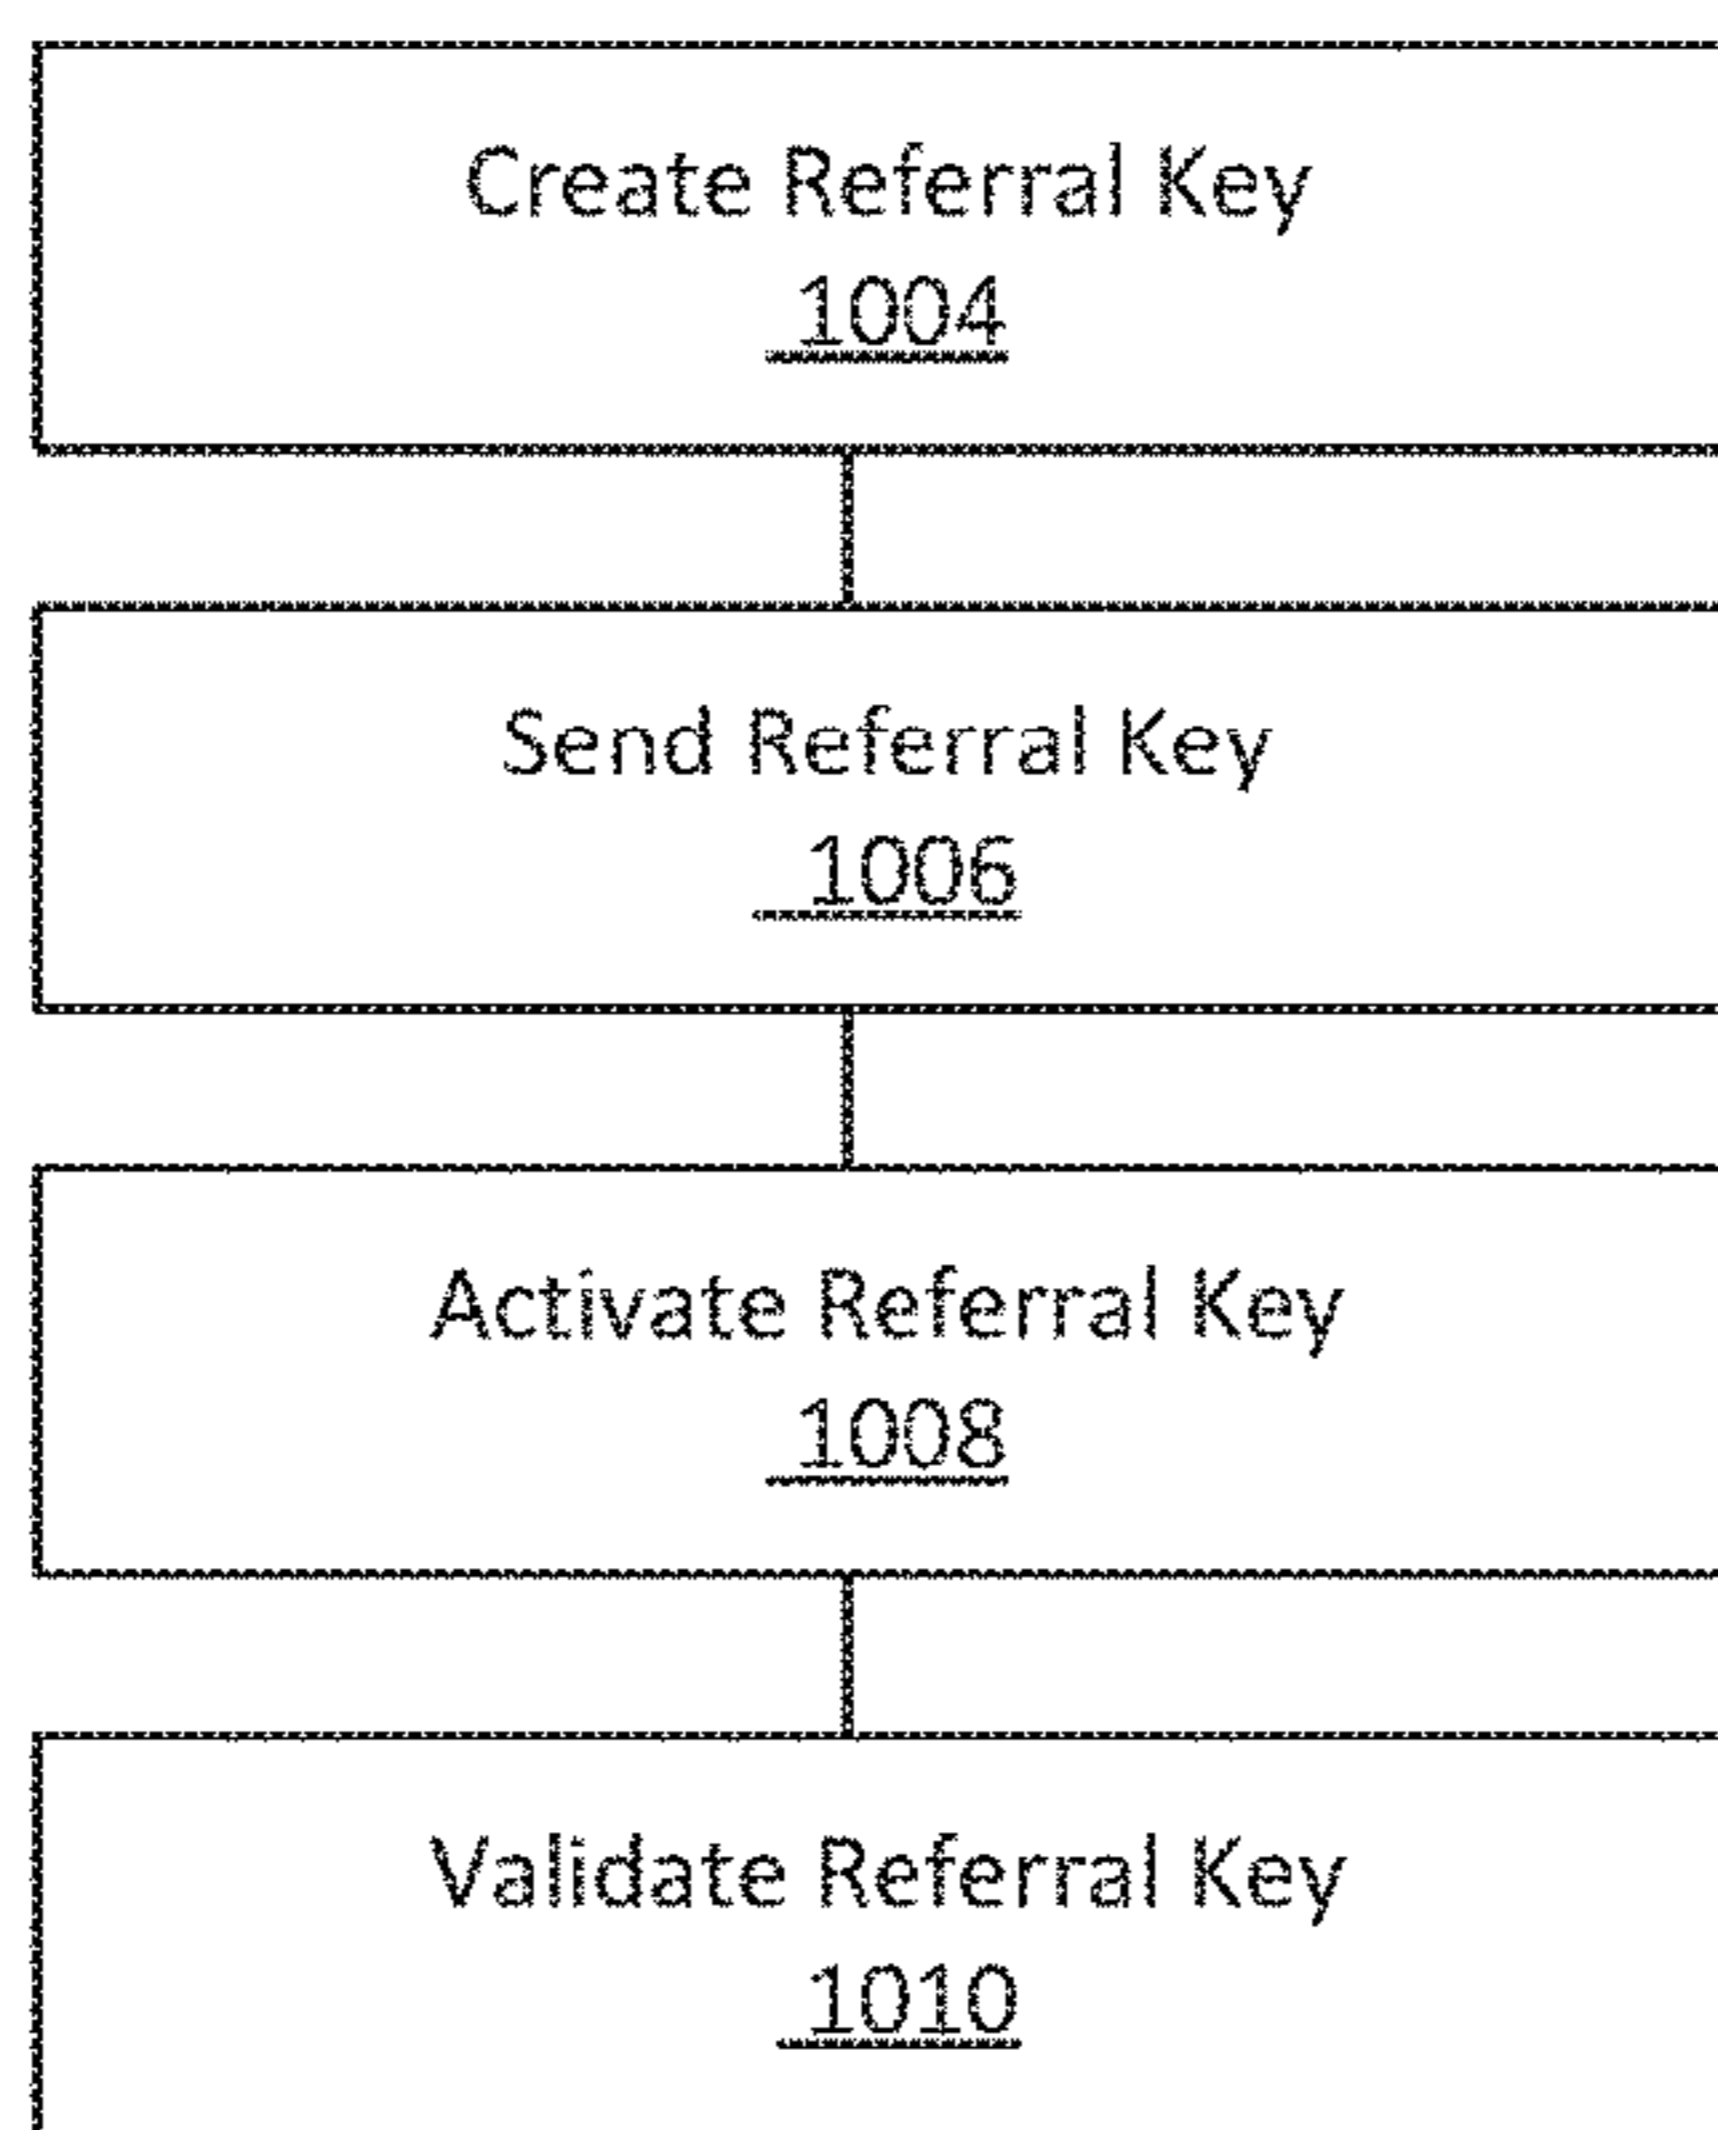 Create Referral Key
1004
Send Referral Key
1006
Activate Referral Key
1008
Validate Referral Key
1010